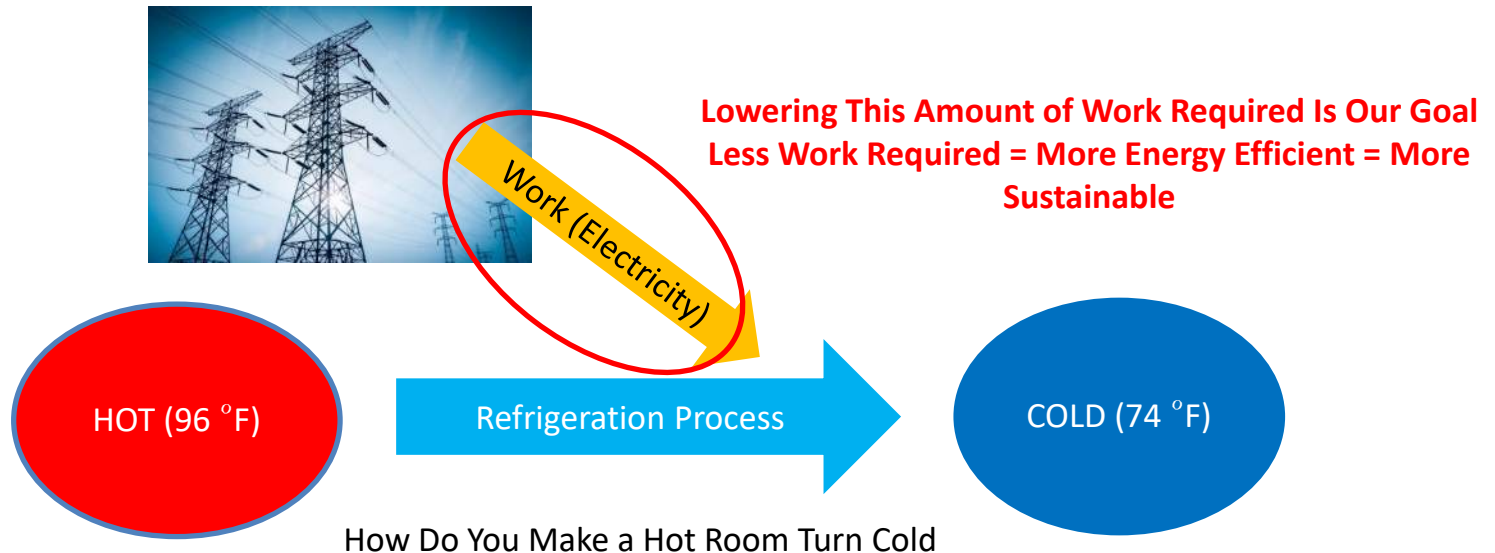 Lowering This Amount of Work Required Is Our Goal
Less Work Required = More Energy Efficient = More
Sustainable
Work (Electricity)
HOT (96 °F)
Refrigeration Process
COLD (74 °F)
How Do You Make a Hot Room Turn Cold